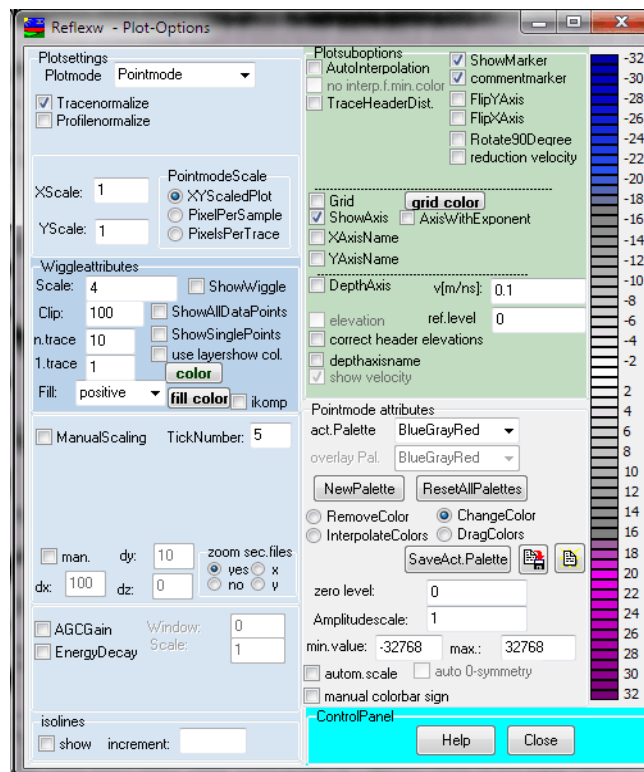 Reflexw - Plot-Options
Plotsettings
Plotmode Pointmode
Tracenormalize
Profilenormalize
XScale: 1
YScale: 1
PointmodeScale
XYScaledPlot
PixelPerSample
PixelsPerTrace
Wiggleattributes
Scale: 4 ShowWiggle
Clip: 100 ShowAllDataPoints
n.trace 10 ShowSinglePoints
1.trace 1 use layershow col.
color
Fill: positive fill color ikomp
ManualScaling TickNumber: 5
man. dy: 10
dx: 100 dz: 0
zoom sec.files
yes x
no y
AGCGain Window: 0
EnergyDecay Scale: 1
isolines
show increment:
Plotsuboptions
AutoInterpolation
no interp.f.min.color
TraceHeaderDist.
ShowMarker
commentmarker
FlipYAxis
FlipXAxis
Rotate90Degree
reduction velocity
Grid grid color
ShowAxis AxisWithExponent
XAxisName
YAxisName
DepthAxis v[m/ns]: 0.1
elevation ref.level 0
correct header elevations
depthaxisname
show velocity
Pointmode attributes
act.Palette BlueGrayRed
overlay Pal. BlueGrayRed
NewPalette ResetAllPalettes
RemoveColor ChangeColor
InterpolateColors DragColors
SaveAct.Palette
zero level: 0
Amplitudescale: 1
min.value: -32768 max.: 32768
autom.scale auto 0-symmetry
manual colorbar sign
ControlPanel
Help Close
-32
-30
-28
-26
-24
-22
-20
-18
-16
-14
-12
-10
-8
-6
-4
-2
2
4
6
8
10
12
14
16
18
20
22
24
26
28
30
32